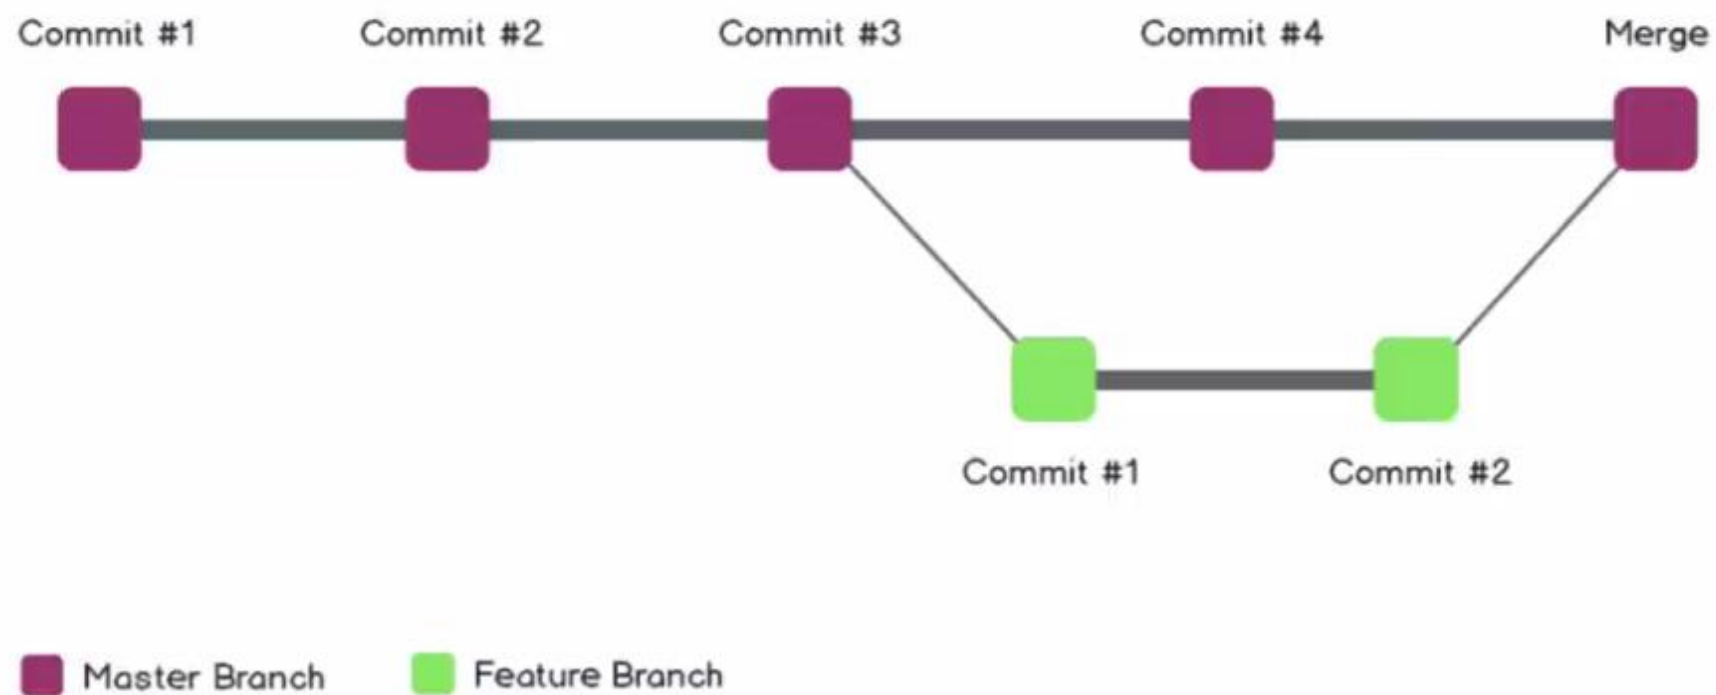 Commit #1 Commit #2 Commit #3 Commit #4 Merge
Commit #1 Commit #2
Master Branch Feature Branch